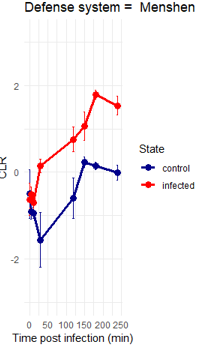 Defense system = Menshen
CLR
2
0
-2
0 50 100 150 200 250
Time post infection (min)
State
control
infected